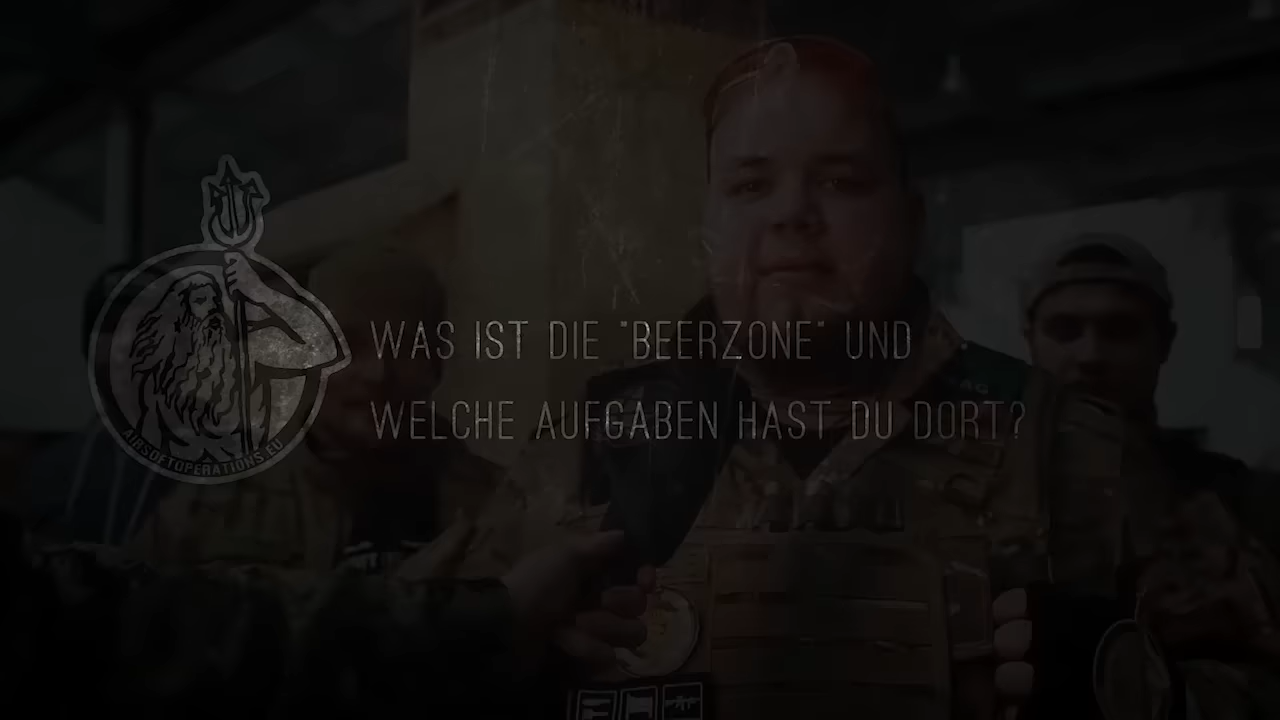 WAS IST DIE "BEERZONE" UND
WELCHE AUFGABEN HAST DU DORT?
AIRSOFTOPERATIONS.EU